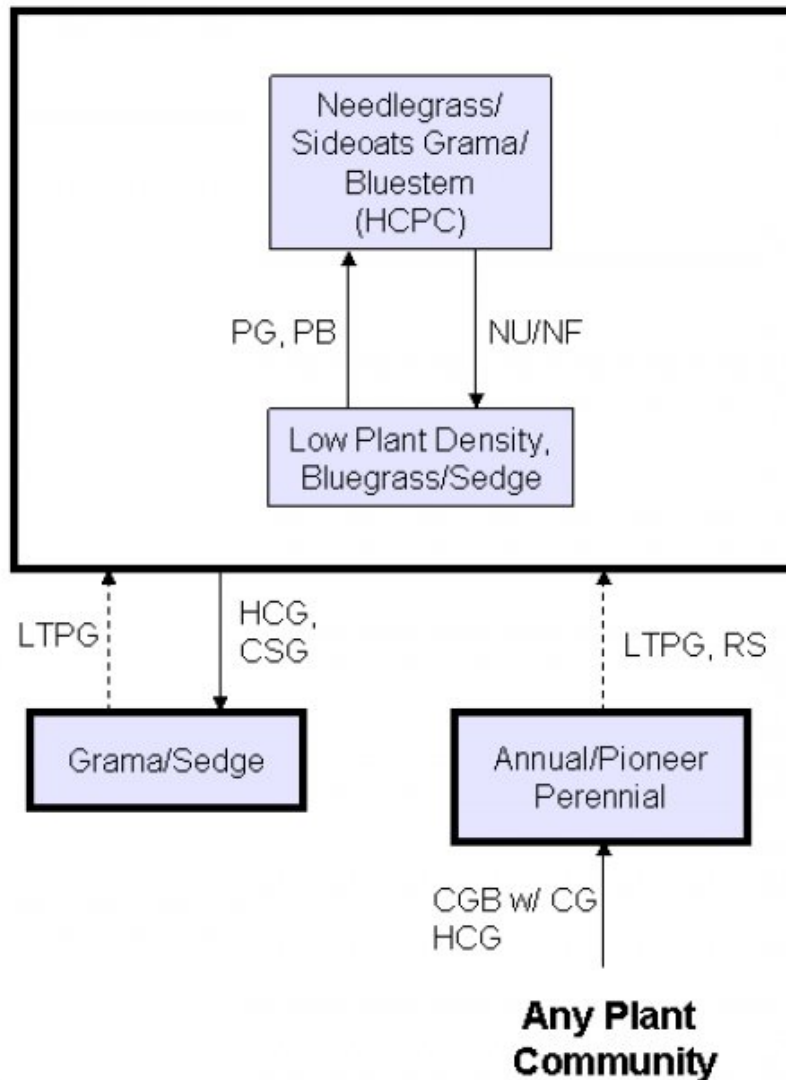 Needlegrass/
Sideoats Grama/
Bluestem
(HCPC)
PG, PB
NU/NF
Low Plant Density,
Bluegrass/Sedge
LTPG
HCG,
CSG
LTPG, RS
Grama/Sedge
Annual/Pioneer
Perennial
CGB w/ CG
HCG
Any Plant
Community